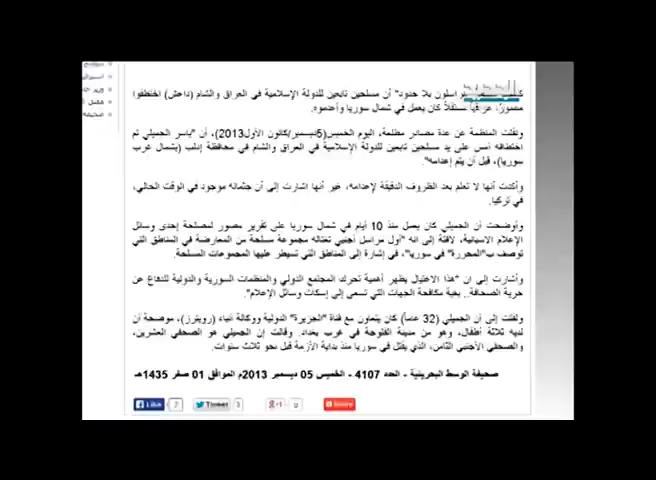 أن مسلحين تابعين للدولة الإسلامية في العراق والشام (داعش) اختطفوا
مصوراً عراقياً مستقلاً كان يعمل في شمال سوريا وأعدموه.
ونقلت المنظمة عن عدة مصادر مطلعة، اليوم الخميس(5ديسمبر/كانون الأول2013)، أن "ياسر الجميلي تم
اختطافه أمس على يد مسلحين تابعين للدولة الإسلامية في العراق والشام في محافظة إدلب (بشمال غرب
سوريا)، قبل أن يتم إعدامه".
وأكدت أنها لا تعلم بعد الظروف الدقيقة لإعدامه، غير أنها اشارت إلى أن جثمانه موجود في الوقت الحالي،
في تركيا.
وأوضحت أن الجميلي كان يعمل منذ 10 أيام في شمال سوريا على تقرير مصور لمصلحة إحدى وسائل
الإعلام الاسبانية، لافتة إلى انه "أول مراسل أجنبي تغتاله مجموعة مسلحة من المعارضة في المناطق التي
توصف بـ"المحررة" في سوريا"، في إشارة إلى المناطق التي تسيطر عليها المجموعات المسلحة.
وأشارت إلى ان "هذا الاغتيال يظهر أهمية تحرك المجتمع الدولي والمنظمات السورية والدولية للدفاع عن
حرية الصحافة.. بغية مكافحة الجهات التي تسعى إلى إسكات وسائل الإعلام".
ولفتت إلى أن الجميلي (32 عاماً) كان يتعاون مع قناة "الجزيرة" الدولية ووكالة أنباء (رويترز)، موضحة أن
لديه ثلاثة أطفال، وهو من مدينة الفلوجة في غرب بغداد. وقالت إن الجميلي هو الصحفي العشرين،
والصحفي الأجنبي الثامن، الذي يقتل في سوريا منذ بداية الأزمة قبل نحو ثلاث سنوات.
صحيفة الوسط البحرينية - العدد 4107 - الخميس 05 ديسمبر 2013م الموافق 01 صفر 1435هـ
Like 7 Tweet 3 +1 0 Share